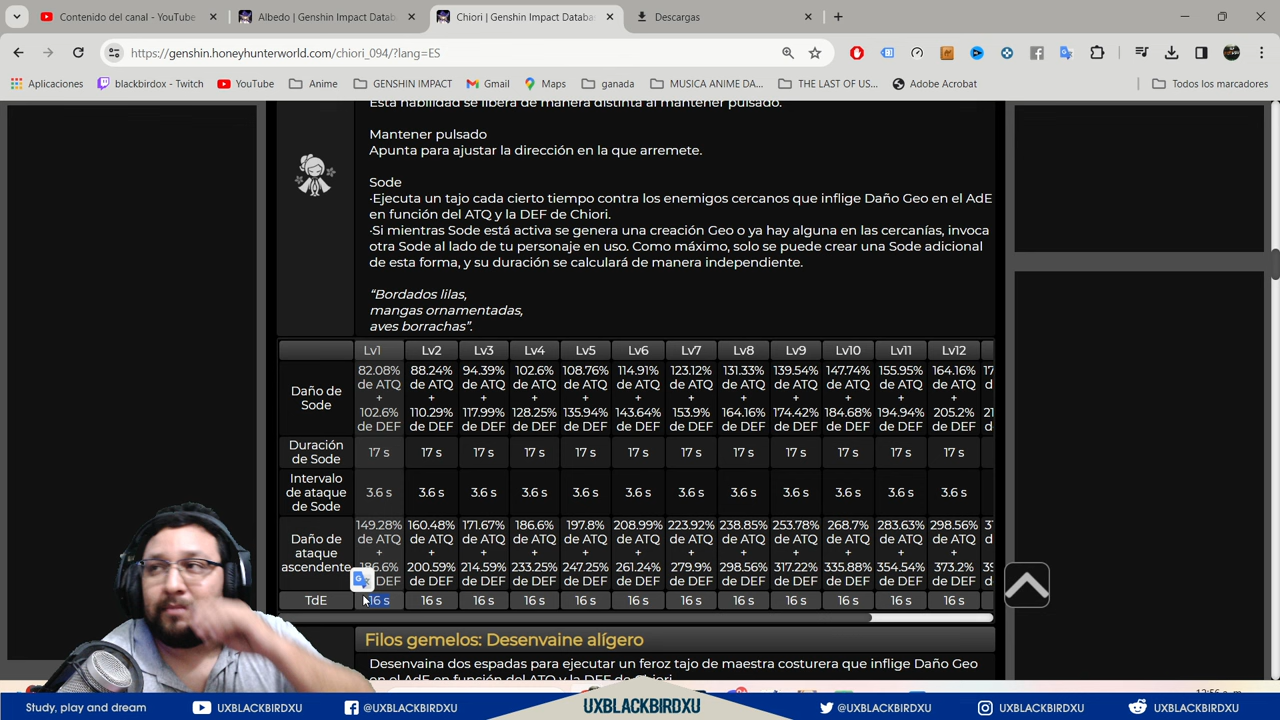 Contenido del canal - YouTube
Albedo | Genshin Impact Datab
Chiori | Genshin Impact Databa
Descargas
https://genshin.honeyhunterworld.com/chiori_094/?lang=ES
Aplicaciones
blackbirdox - Twitch
YouTube
Anime
GENSHIN IMPACT
Gmail
Maps
ganada
MUSICA ANIME DA...
THE LAST OF US...
Adobe Acrobat
Todos los marcadores
Esta habilidad se libera de manera distinta al mantener pulsado.
Mantener pulsado
Apunta para ajustar la dirección en la que arremete.
Sode
·Ejecuta un tajo cada cierto tiempo contra los enemigos cercanos que inflige Daño Geo en el AdE
en función del ATQ y la DEF de Chiori.
·Si mientras Sode está activa se genera una creación Geo o ya hay alguna en las cercanías, invoca
otra Sode al lado de tu personaje en uso. Como máximo, solo se puede crear una Sode adicional
de esta forma, y su duración se calculará de manera independiente.
“Bordados lilas,
mangas ornamentadas,
aves borrachas”.
Lv1 Lv2 Lv3 Lv4 Lv5 Lv6 Lv7 Lv8 Lv9 Lv10 Lv11 Lv12
Daño de
Sode
82.08% 88.24% 94.39% 102.6% 108.76% 114.91% 123.12% 131.33% 139.54% 147.74% 155.95% 164.16% 17
de ATQ de ATQ de ATQ de ATQ de ATQ de ATQ de ATQ de ATQ de ATQ de ATQ de ATQ de ATQ d
+ + + + + + + + + + + +
102.6% 110.29% 117.99% 128.25% 135.94% 143.64% 153.9% 164.16% 174.42% 184.68% 194.94% 205.2% 21
de DEF de DEF de DEF de DEF de DEF de DEF de DEF de DEF de DEF de DEF de DEF de DEF d
Duración
de Sode
17 s 17 s 17 s 17 s 17 s 17 s 17 s 17 s 17 s 17 s 17 s 17 s
Intervalo
de ataque
de Sode
3.6 s 3.6 s 3.6 s 3.6 s 3.6 s 3.6 s 3.6 s 3.6 s 3.6 s 3.6 s 3.6 s 3.6 s
Daño de
ataque
ascendente
149.28% 160.48% 171.67% 186.6% 197.8% 208.99% 223.92% 238.85% 253.78% 268.7% 283.63% 298.56% 3
de ATQ de ATQ de ATQ de ATQ de ATQ de ATQ de ATQ de ATQ de ATQ de ATQ de ATQ de ATQ d
+ + + + + + + + + + + +
186.6% 200.59% 214.59% 233.25% 247.25% 261.24% 279.9% 298.56% 317.22% 335.88% 354.54% 373.2% 39
DEF de DEF de DEF de DEF de DEF de DEF de DEF de DEF de DEF de DEF de DEF de DEF d
TdE 16 s 16 s 16 s 16 s 16 s 16 s 16 s 16 s 16 s 16 s 16 s 16 s
Filos gemelos: Desenvaine alígero
Desenvaina dos espadas para ejecutar un feroz tajo de maestra costurera que inflige Daño Geo
en el AdE en función del ATQ y la DEF de Chiori.
Study, play and dream
UXBLACKBIRDXU
@UXBLACKBIRDXU
UXBLACKBIRDXU
@UXBLACKBIRDXU
UXBLACKBIRDXU
UXBLACKBIRDXU